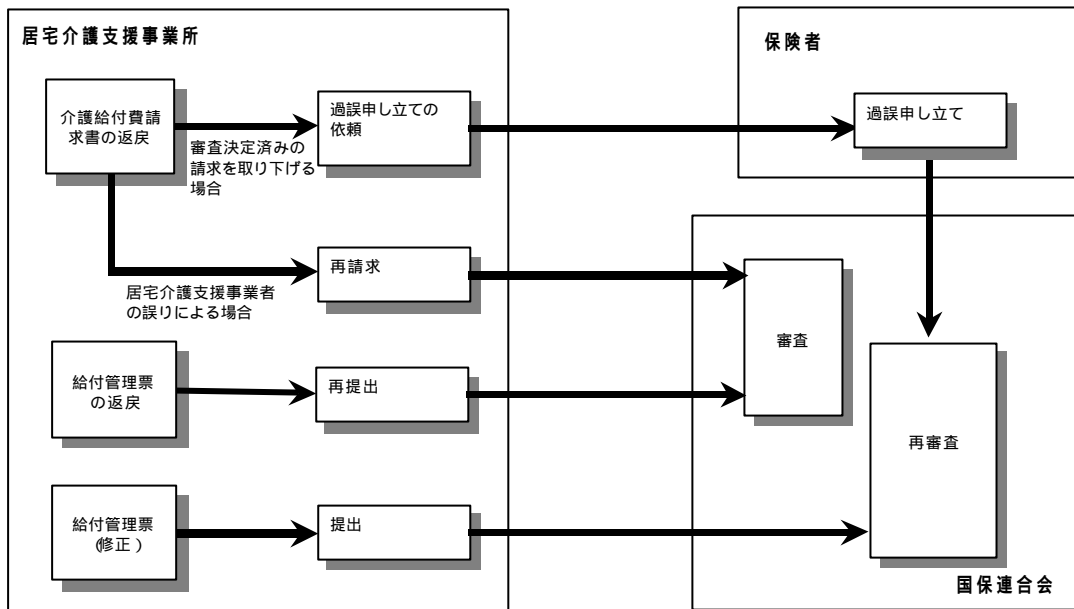 居宅介護支援事業所
保険者
介護給付費請
求書の返戻
過誤申し立ての
依頼
過誤申し立て
審査決定済みの
請求を取り下げる
場合
再請求
居宅介護支援事業者
の誤りによる場合
審査
給付管理票
の返戻
再提出
再審査
給付管理票
(修正)
提出
国保連合会